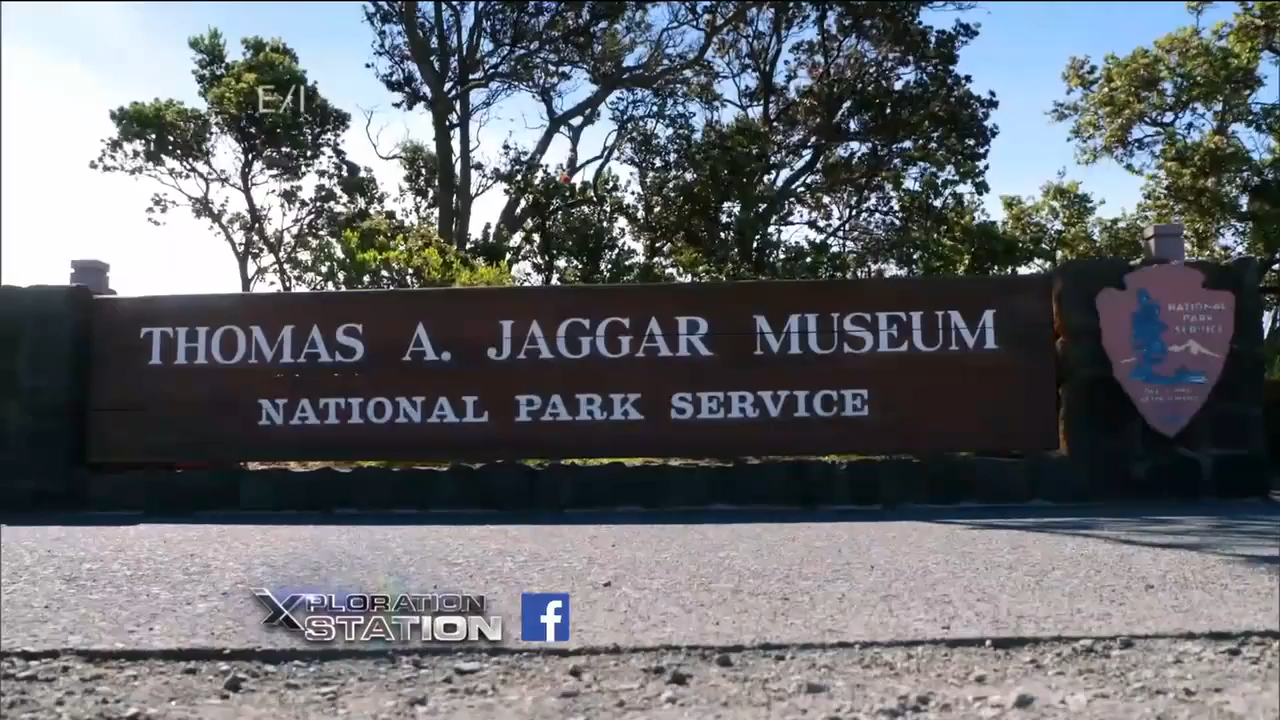 E/I
THOMAS A. JAGGAR MUSEUM
NATIONAL PARK SERVICE
NATIONAL
PARK
SERVICE
XPLORATION
STATION
f